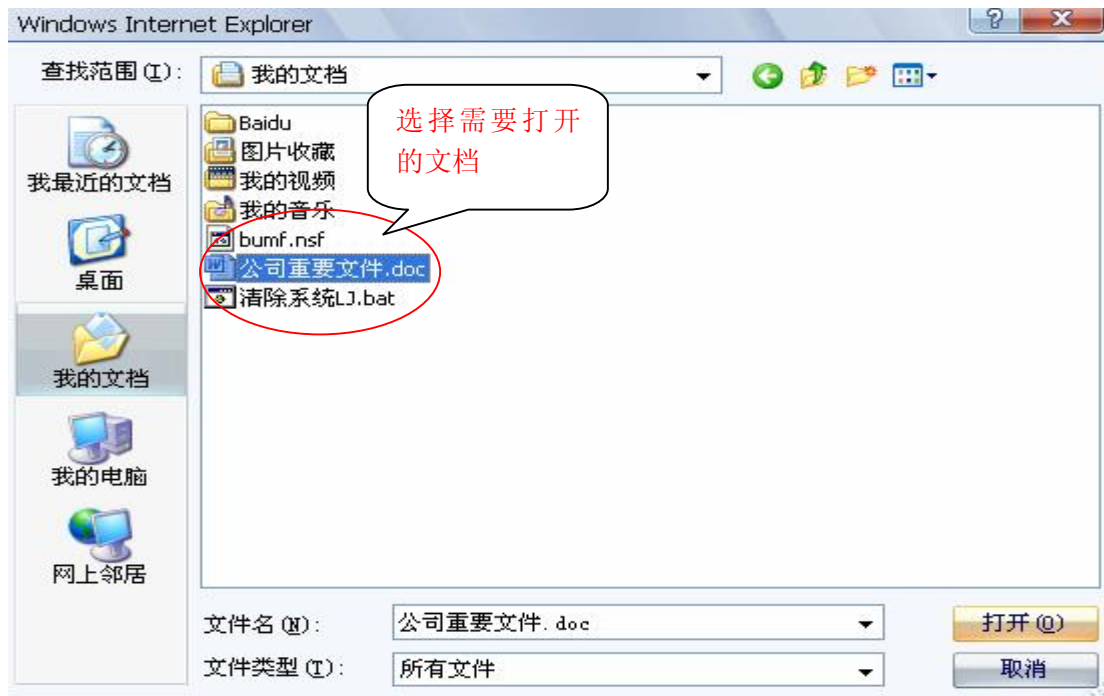 Windows Internet Explorer
查找范围(I):
我的文档
选择需要打开
的文档
Baidu
图片收藏
我的视频
我的音乐
bumf.nsf
公司重要文件.doc
清除系统LJ.bat
我最近的文档
桌面
我的文档
我的电脑
网上邻居
文件名(N):
公司重要文件.doc
打开(O)
文件类型(T):
所有文件
取消